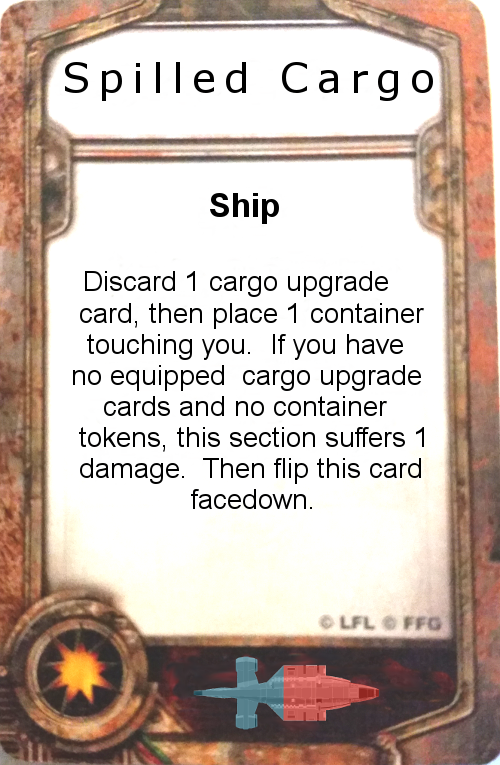 Spilled Cargo
Ship
Discard 1 cargo upgrade
card, then place 1 container
touching you. If you have
no equipped cargo upgrade
cards and no container
tokens, this section suffers 1
damage. Then flip this card
facedown.
© LFL © FFG